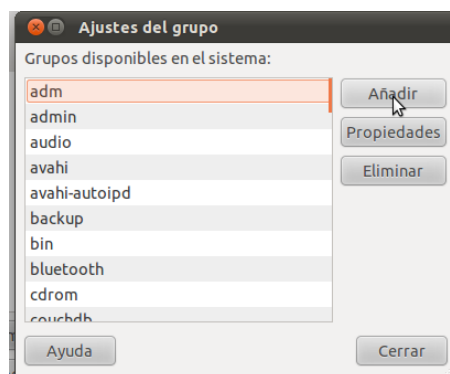 Ajustes del grupo
Grupos disponibles en el sistema:
adm
admin
audio
avahi
avahi-autoipd
backup
bin
bluetooth
cdrom
couchdb
Añadir
Propiedades
Eliminar
Ayuda
Cerrar